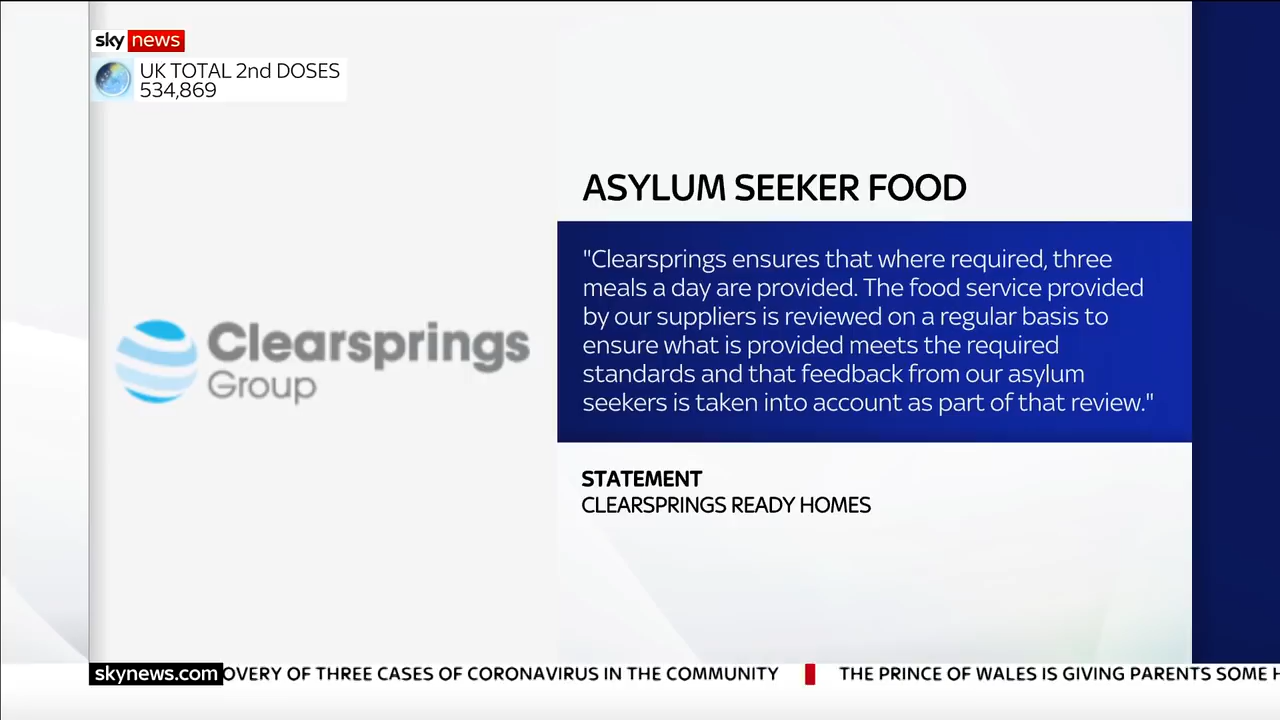 sky news
UK TOTAL 2nd DOSES
534,869
ASYLUM SEEKER FOOD
"Clearsprings ensures that where required, three
meals a day are provided. The food service provided
by our suppliers is reviewed on a regular basis to
ensure what is provided meets the required
standards and that feedback from our asylum
seekers is taken into account as part of that review."
Clearsprings
Group
STATEMENT
CLEARSPRINGS READY HOMES
skynews.com OVERY OF THREE CASES OF CORONAVIRUS IN THE COMMUNITY THE PRINCE OF WALES IS GIVING PARENTS SOME